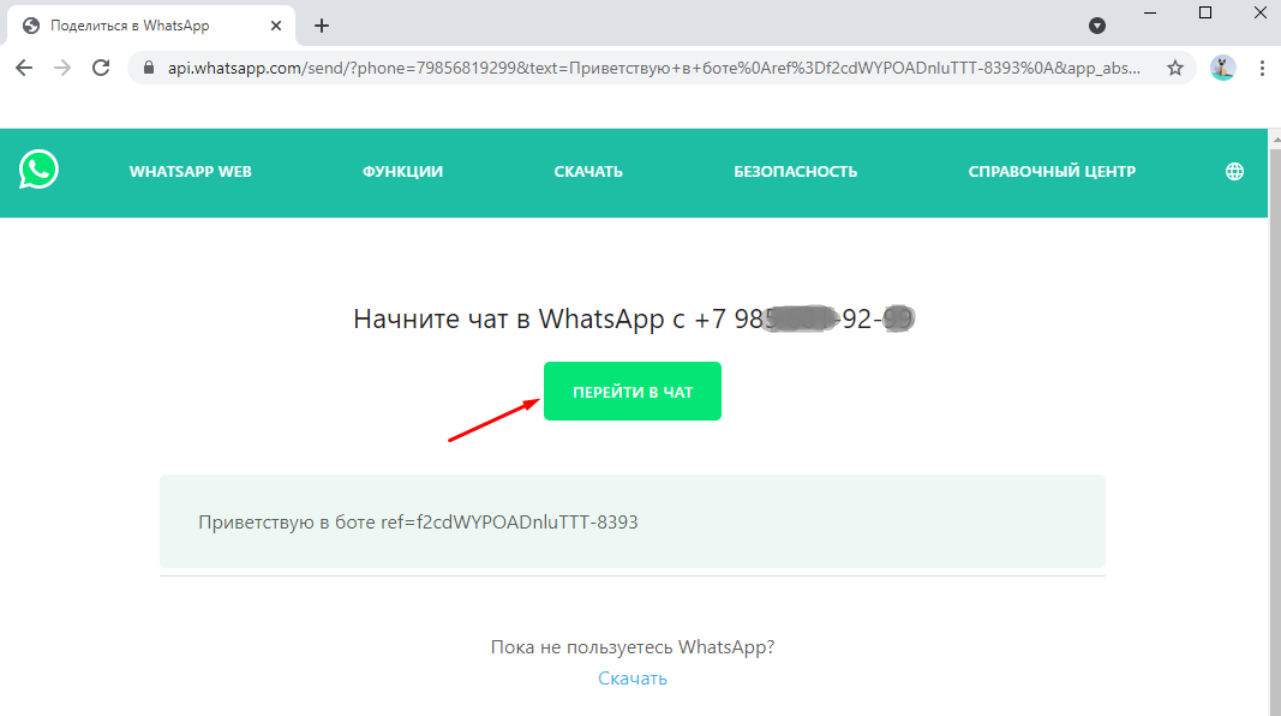 Поделиться в WhatsApp
api.whatsapp.com/send/?phone=79856819299&text=Приветствую+в+боте%0Aref%3Df2cdWYPOADnluTTT-8393%0A&app_abs...
WHATSAPP WEB ФУНКЦИИ СКАЧАТЬ БЕЗОПАСНОСТЬ СПРАВОЧНЫЙ ЦЕНТР
Начните чат в WhatsApp с +7 985 -92-
ПЕРЕЙТИ В ЧАТ
Приветствую в боте ref=f2cdWYPOADnluTTT-8393
Пока не пользуетесь WhatsApp?
Скачать